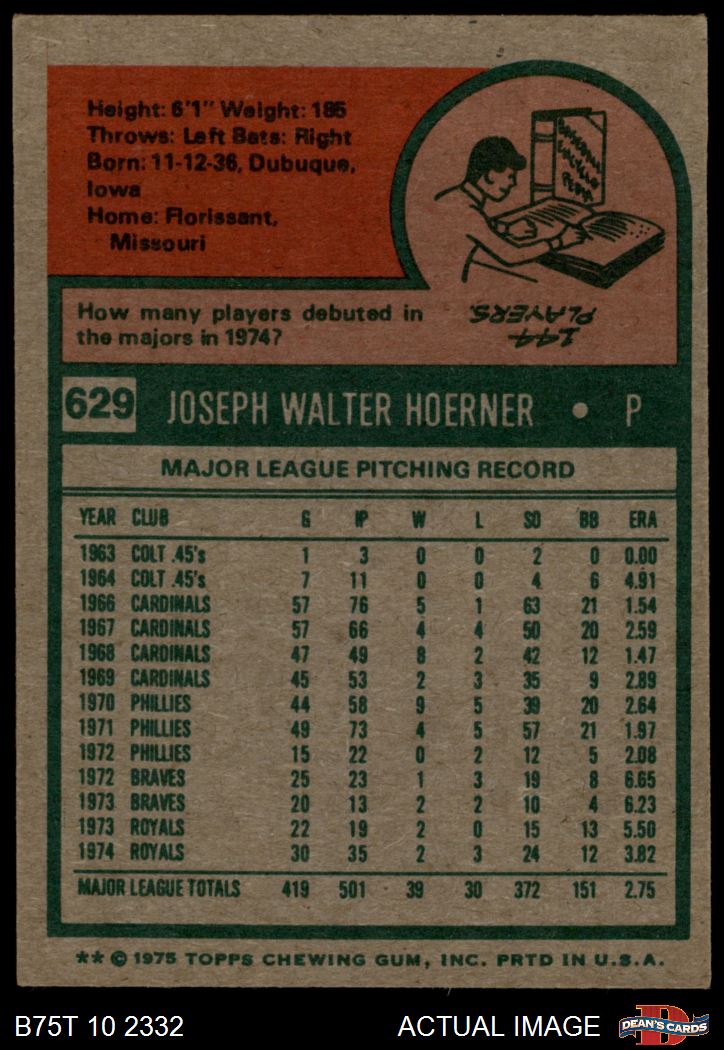 Height: 6'1" Weight: 185
Throws: Left Bats: Right
Born: 11-12-36, Dubuque,
Iowa
Home: Florissant,
Missouri
How many players debuted in
the majors in 1974?
144
PLAYERS.
629 JOSEPH WALTER HOERNER • P
MAJOR LEAGUE PITCHING RECORD
YEAR CLUB G IP W L SO BB ERA
1963 COLT .45's 1 3 0 0 2 0 0.00
1964 COLT .45's 7 11 0 0 4 6 4.91
1966 CARDINALS 57 76 5 1 63 21 1.54
1967 CARDINALS 57 66 4 4 50 20 2.59
1968 CARDINALS 47 49 8 2 42 12 1.47
1969 CARDINALS 45 53 2 3 35 9 2.89
1970 PHILLIES 44 58 9 5 39 20 2.64
1971 PHILLIES 49 73 4 5 57 21 1.97
1972 PHILLIES 15 22 0 2 12 5 2.08
1972 BRAVES 25 23 1 3 19 8 6.65
1973 BRAVES 20 13 2 2 10 4 6.23
1973 ROYALS 22 19 2 0 15 13 5.50
1974 ROYALS 30 35 2 3 24 12 3.82
MAJOR LEAGUE TOTALS 419 501 39 30 372 151 2.75
** © 1975 TOPPS CHEWING GUM, INC. PRTD IN U.S.A.
B75T 10 2332 ACTUAL IMAGE DEAN'S CARDS